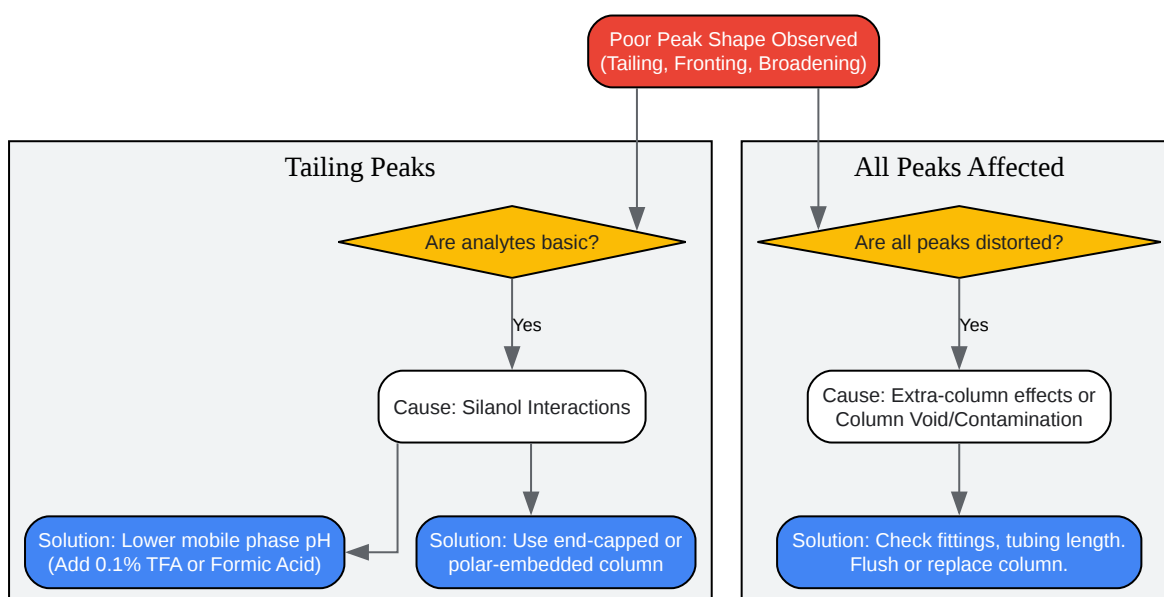 Poor Peak Shape Observed
(Tailing, Fronting, Broadening)
Tailing Peaks
Are analytes basic?
Yes
Cause: Silanol Interactions
Solution: Lower mobile phase pH
(Add 0.1% TFA or Formic Acid)
Solution: Use end-capped or
polar-embedded column
All Peaks Affected
Are all peaks distorted?
Yes
Cause: Extra-column effects or
Column Void/Contamination
Solution: Check fittings, tubing length.
Flush or replace column.